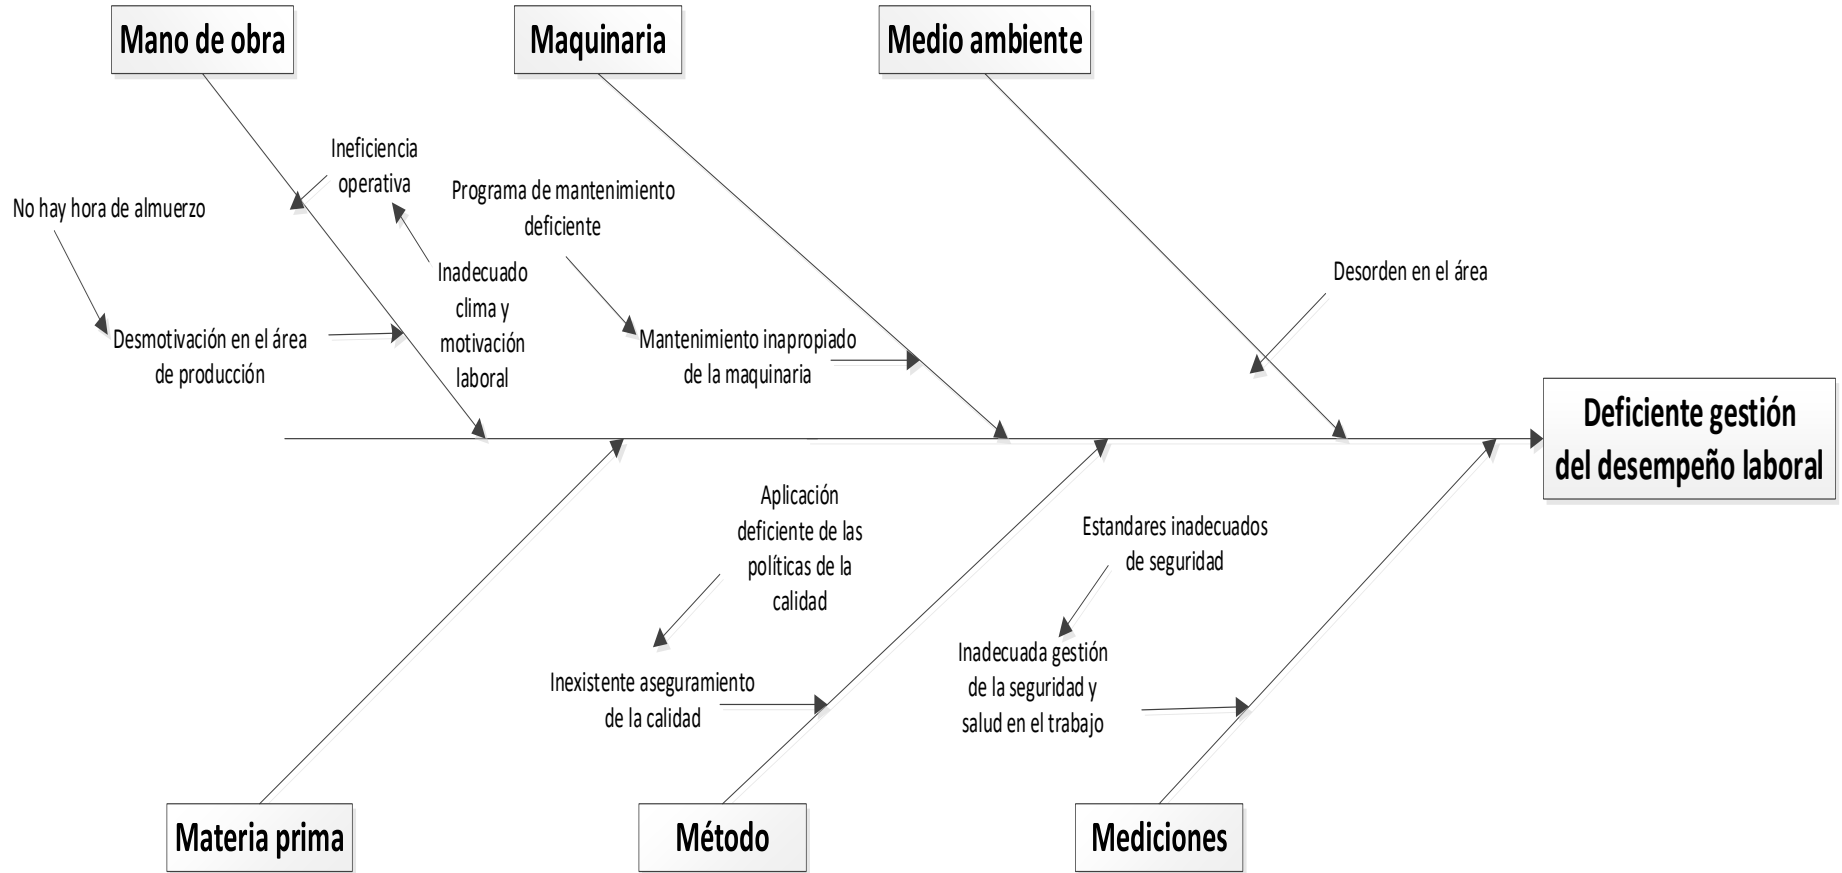 Mano de obra
Maquinaria
Medio ambiente
Ineficiencia
operativa
No hay hora de almuerzo
Programa de mantenimiento
deficiente
Inadecuado
clima y
motivación
laboral
Desorden en el área
Desmotivación en el área
de producción
Mantenimiento inapropiado
de la maquinaria
Deficiente gestión
del desempeño laboral
Aplicación
deficiente de las
políticas de la
calidad
Estandares inadecuados
de seguridad
Inexistente aseguramiento
de la calidad
Inadecuada gestión
de la seguridad y
salud en el trabajo
Materia prima
Método
Mediciones